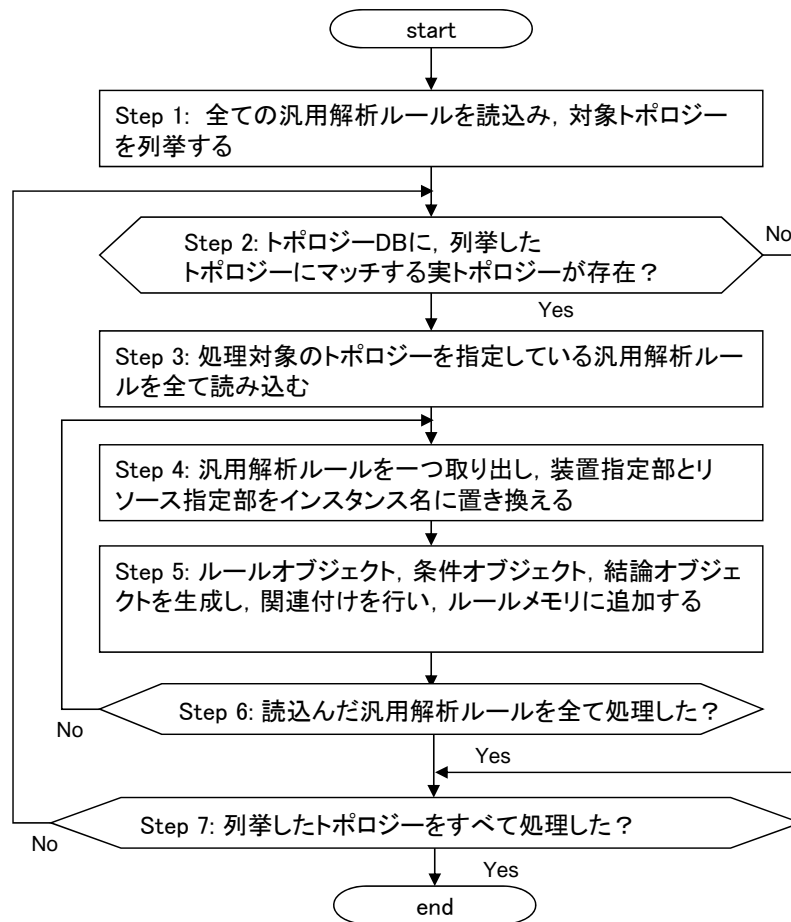 start
Step 1: 全ての汎用解析ルールを読込み，対象トポロジー
を列挙する
Step 2: トポロジーDBに，列挙した
トポロジーにマッチする実トポロジーが存在？
No
Yes
Step 3: 処理対象のトポロジーを指定している汎用解析ルー
ルを全て読み込む
Step 4: 汎用解析ルールを一つ取り出し，装置指定部とリ
ソース指定部をインスタンス名に置き換える
Step 5: ルールオブジェクト，条件オブジェクト，結論オブジェ
クトを生成し，関連付けを行い，ルールメモリに追加する
Step 6: 読込んだ汎用解析ルールを全て処理した？
No
Yes
Step 7: 列挙したトポロジーをすべて処理した？
No
Yes
end